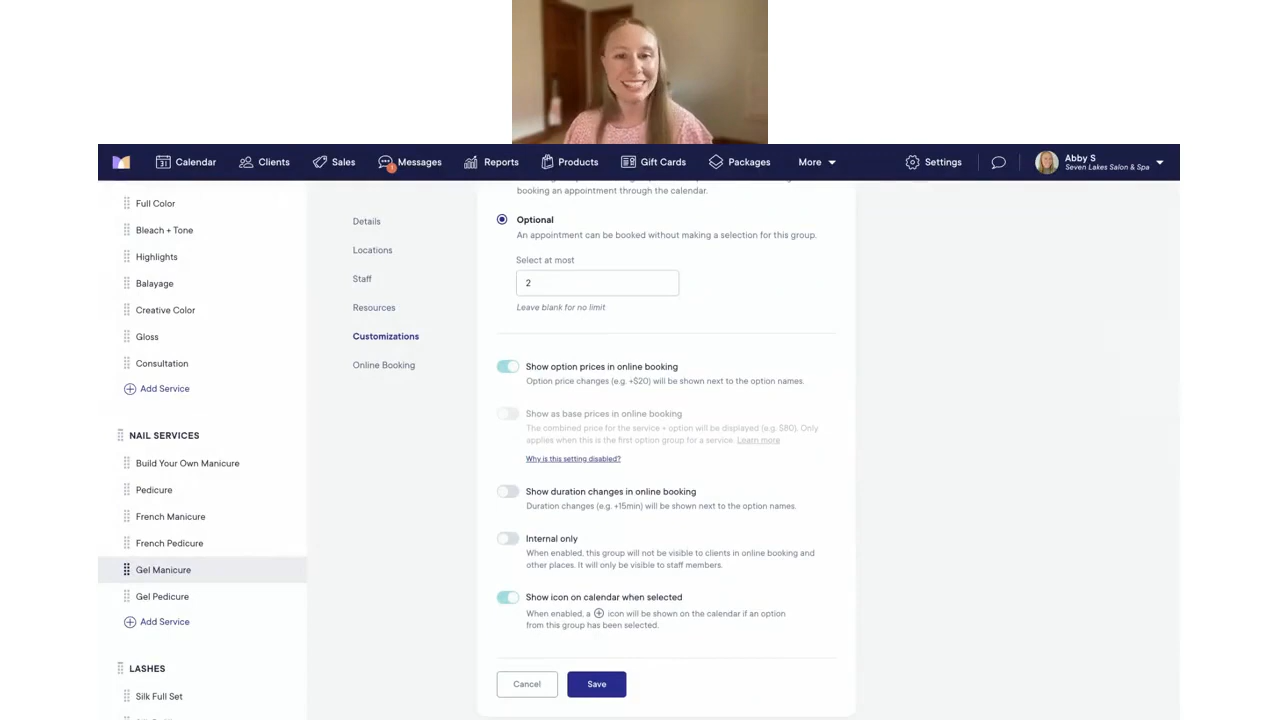 Calendar
Clients
Sales
Messages
Reports
Products
Gift Cards
Packages
More
Settings
Abby S
Seven Lakes Salon & Spa
Full Color
Bleach + Tone
Highlights
Balayage
Creative Color
Gloss
Consultation
Add Service
NAIL SERVICES
Build Your Own Manicure
Pedicure
French Manicure
French Pedicure
Gel Manicure
Gel Pedicure
Add Service
LASHES
Silk Full Set
Details
Locations
Staff
Resources
Customizations
Online Booking
booking an appointment through the calendar.
Optional
An appointment can be booked without making a selection for this group.
Select at most
2
Leave blank for no limit
Show option prices in online booking
Option price changes (e.g. +$20) will be shown next to the option names.
Show as base prices in online booking
The combined price for the service + option will be displayed (e.g. $80). Only
applies when this is the first option group for a service. Learn more
Why is this setting disabled?
Show duration changes in online booking
Duration changes (e.g. +15min) will be shown next to the option names.
Internal only
When enabled, this group will not be visible to clients in online booking and
other places. It will only be visible to staff members.
Show icon on calendar when selected
When enabled, a icon will be shown on the calendar if an option
from this group has been selected.
Cancel
Save